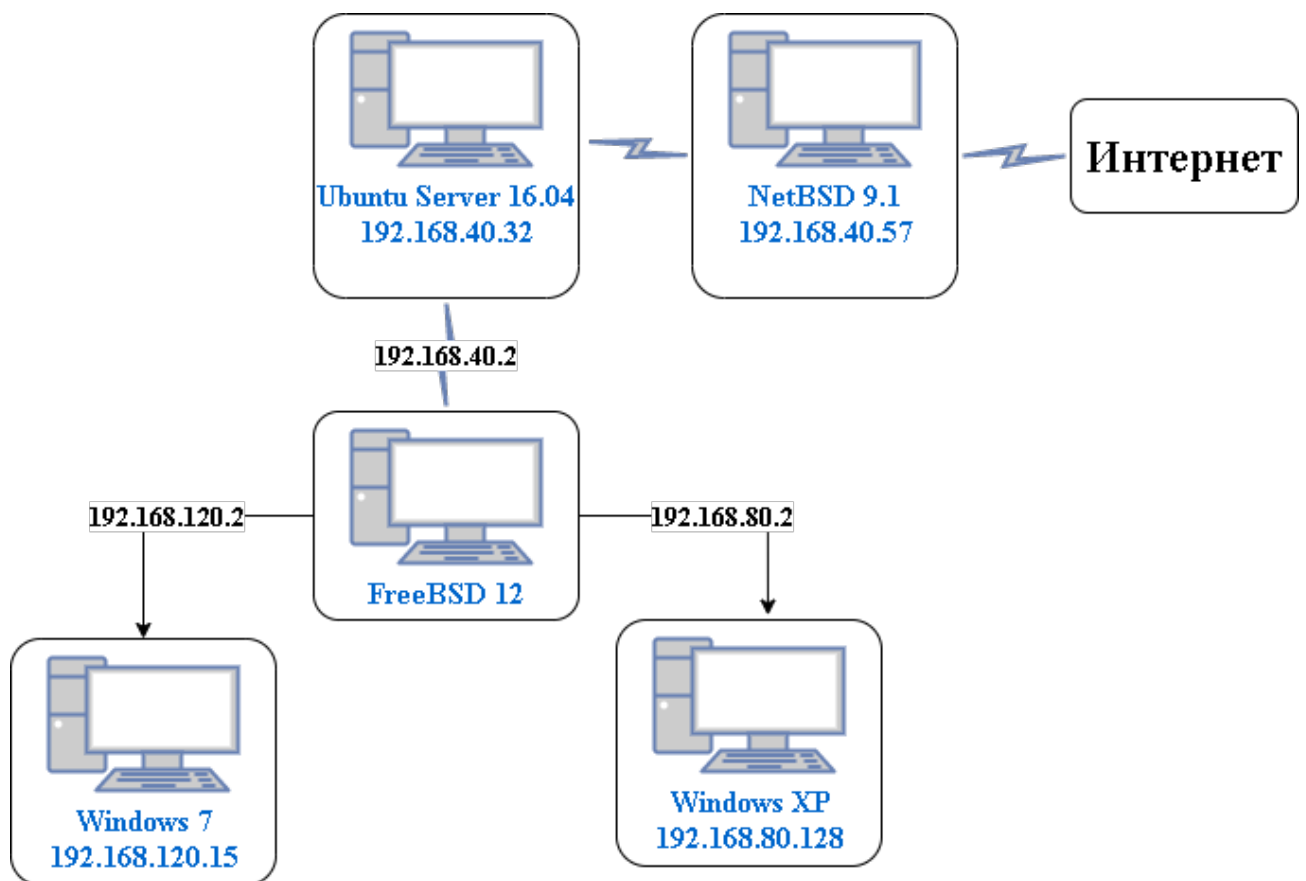 Ubuntu Server 16.04
192.168.40.32
NetBSD 9.1
192.168.40.57
Интернет
192.168.40.2
192.168.120.2
192.168.80.2
FreeBSD 12
Windows 7
192.168.120.15
Windows XP
192.168.80.128